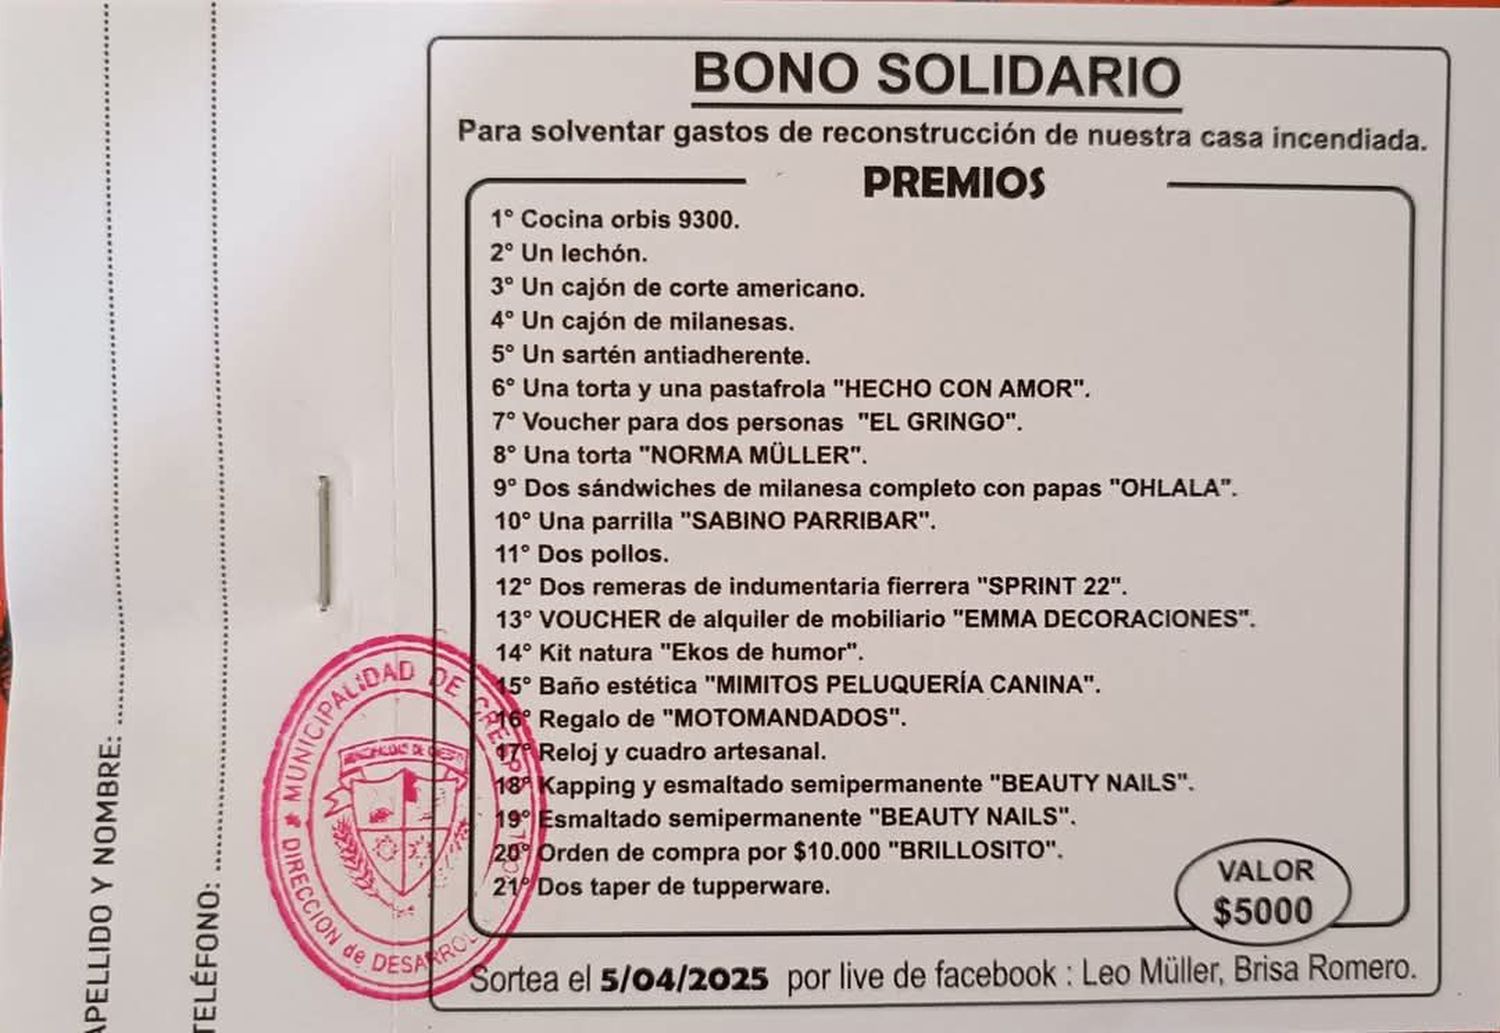 BONO SOLIDARIO
Para solventar gastos de reconstrucción de nuestra casa incendiada.
PREMIOS
1° Cocina orbis 9300.
2° Un lechón.
3° Un cajón de corte americano.
4° Un cajón de milanesas.
5° Un sartén antiadherente.
6° Una torta y una pastafrola "HECHO CON AMOR".
7° Voucher para dos personas "EL GRINGO".
8° Una torta "NORMA MÜLLER".
9° Dos sándwiches de milanesa completo con papas "OHLALA".
10° Una parrilla "SABINO PARRIBAR".
11° Dos pollos.
12° Dos remeras de indumentaria fierrera "SPRINT 22".
13° VOUCHER de alquiler de mobiliario "EMMA DECORACIONES".
14° Kit natura "Ekos de humor".
15° Baño estética "MIMITOS PELUQUERÍA CANINA".
16° Regalo de "MOTOMANDADOS".
17° Reloj y cuadro artesanal.
18° Kapping y esmaltado semipermanente "BEAUTY NAILS".
19° Esmaltado semipermanente "BEAUTY NAILS".
20° Orden de compra por $10.000 "BRILLOSITO".
21° Dos taper de tupperware.
VALOR
$5000
Sortea el 5/04/2025 por live de facebook : Leo Müller, Brisa Romero.
APELLIDO Y NOMBRE:
TELÉFONO:
MUNICIPALIDAD DE CRESPO
DIRECCION de DESARROL